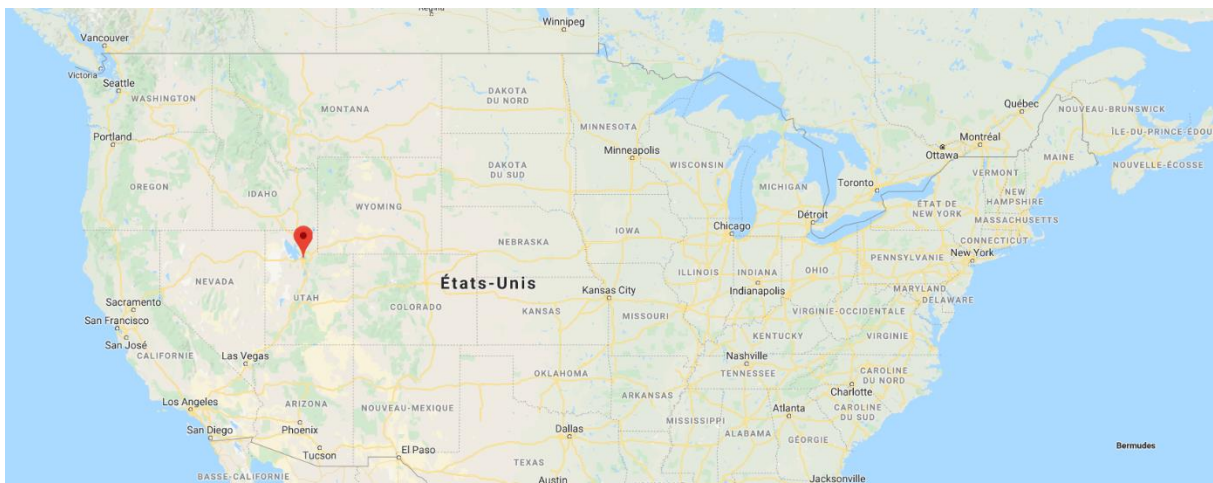 Regina
Winnipeg
Vancouver
Victoria
Seattle
WASHINGTON
MONTANA
DAKOTA
DU NORD
Québec
NOUVEAU-BRUNSWICK
Portland
MINNESOTA
Montréal
ÎLE-DU-PRINCE-ÉDOU
Ottawa
MAINE
Minneapolis
WISCONSIN
NOUVELLE-ÉCOSSE
DAKOTA
DU SUD
VERMONT
OREGON
IDAHO
MICHIGAN
Toronto
NEW
HAMPSHIRE
WYOMING
ÉTAT DE
NEW YORK
MASSACHUSETTS
Détroit
Chicago
IOWA
NEBRASKA
CONNECTICUT
New York
PENNSYLVANIE
NEVADA
États-Unis
ILLINOIS
INDIANA
OHIO
Indianapolis
Kansas City
MARYLAND
DELAWARE
UTAH
COLORADO
KANSAS
MISSOURI
VIRGINIE-OCCIDENTALE
Sacramento
San Francisco
San José
VIRGINIE
KENTUCKY
CALIFORNIE
Las Vegas
Nashville
TENNESSEE
OKLAHOMA
CAROLINE
DU NORD
Charlotte
ARKANSAS
Los Angeles
ARIZONA
NOUVEAU-MEXIQUE
Atlanta
CAROLINE
DU SUD
MISSISSIPPI
San Diego
Phoenix
Dallas
ALABAMA
GÉORGIE
Bermudes
Tucson
El Paso
TEXAS
BASSE-CALIFORNIE
Austin
Jacksonville